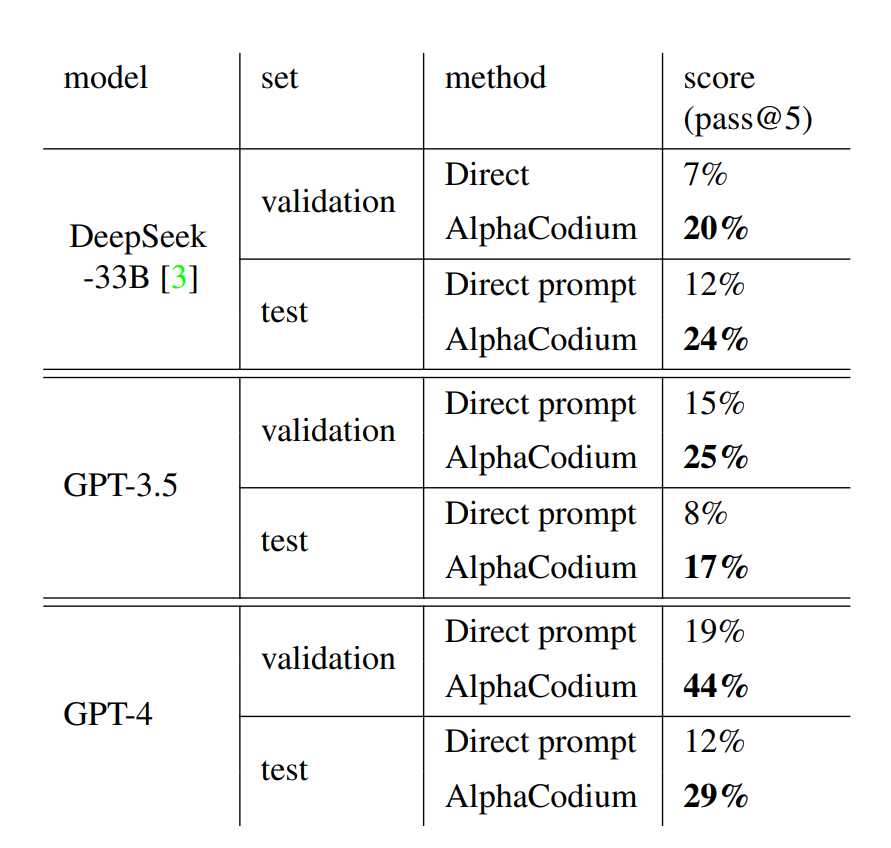 model set method score
(pass@5)
DeepSeek
-33B [3]
validation
Direct 7%
AlphaCodium 20%
test
Direct prompt 12%
AlphaCodium 24%
GPT-3.5
validation
Direct prompt 15%
AlphaCodium 25%
test
Direct prompt 8%
AlphaCodium 17%
GPT-4
validation
Direct prompt 19%
AlphaCodium 44%
test
Direct prompt 12%
AlphaCodium 29%